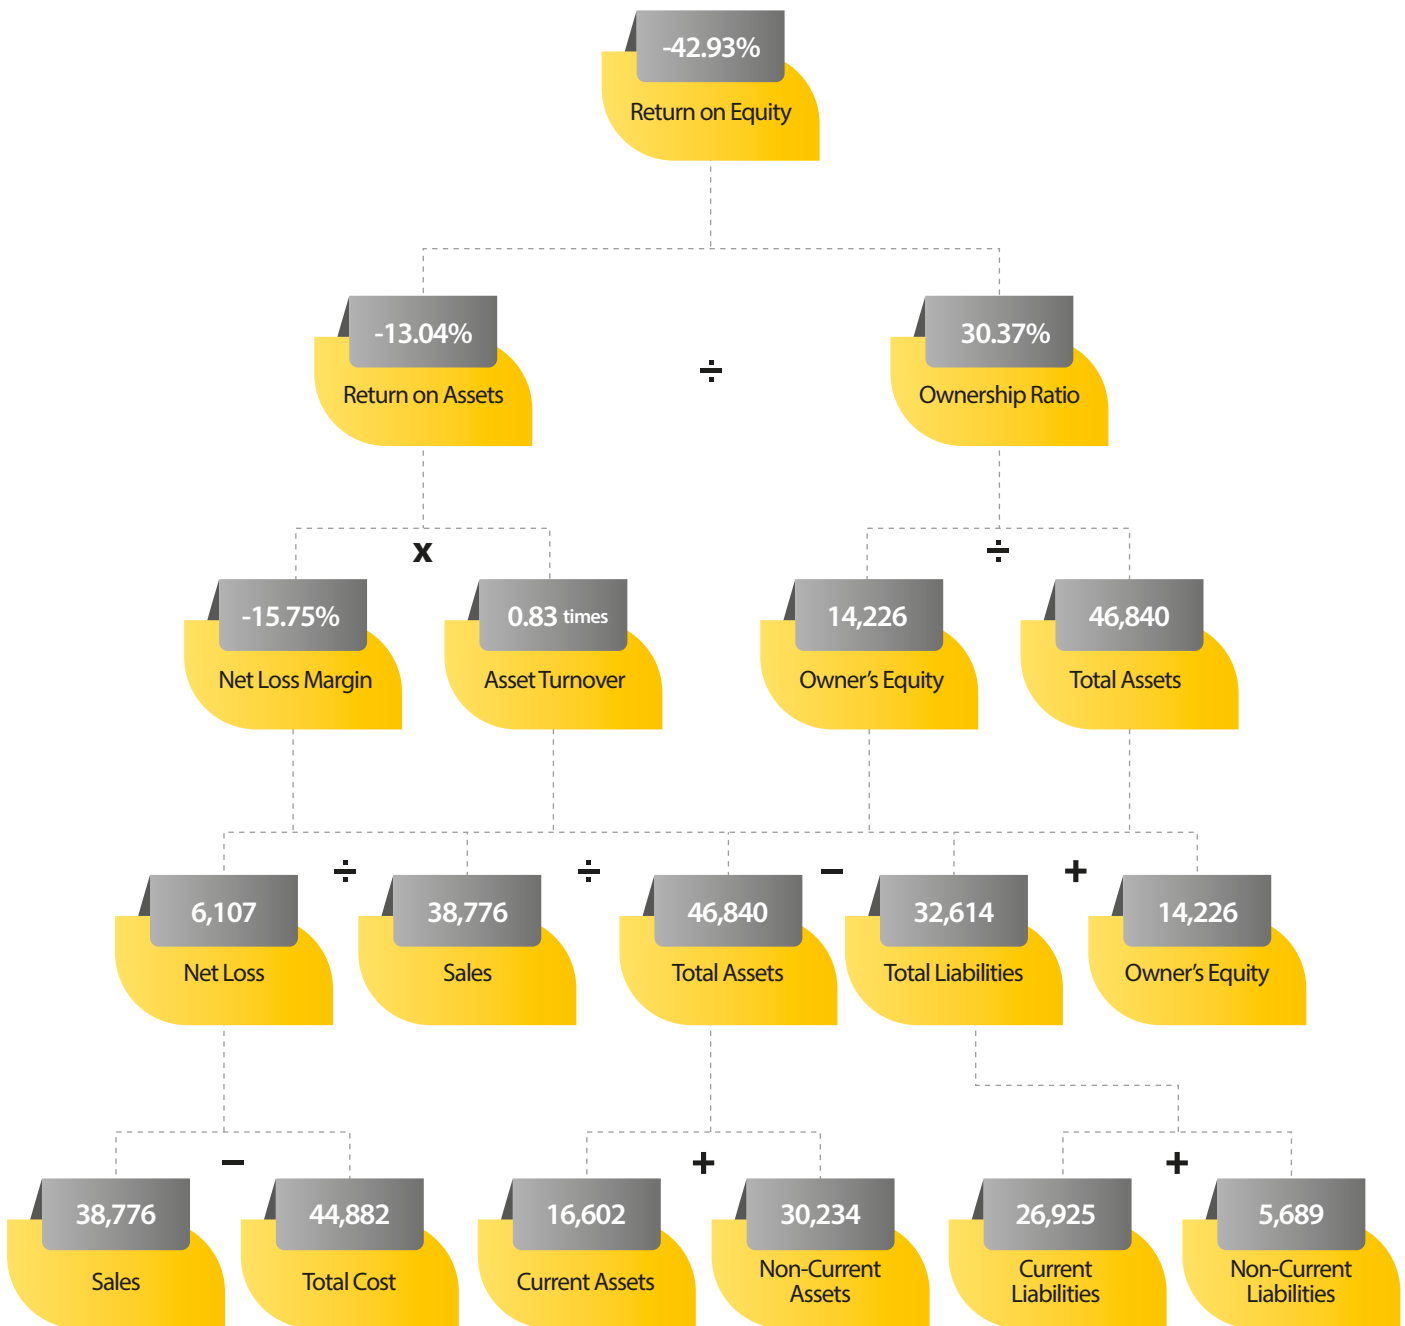 -42.93%
Return on Equity
-13.04%
Return on Assets
÷
30.37%
Ownership Ratio
x
÷
-15.75%
Net Loss Margin
0.83 times
Asset Turnover
14,226
Owner's Equity
46,840
Total Assets
÷
÷
−
+
6,107
Net Loss
38,776
Sales
46,840
Total Assets
32,614
Total Liabilities
14,226
Owner's Equity
−
+
+
38,776
Sales
44,882
Total Cost
16,602
Current Assets
30,234
Non-Current
Assets
26,925
Current
Liabilities
5,689
Non-Current
Liabilities